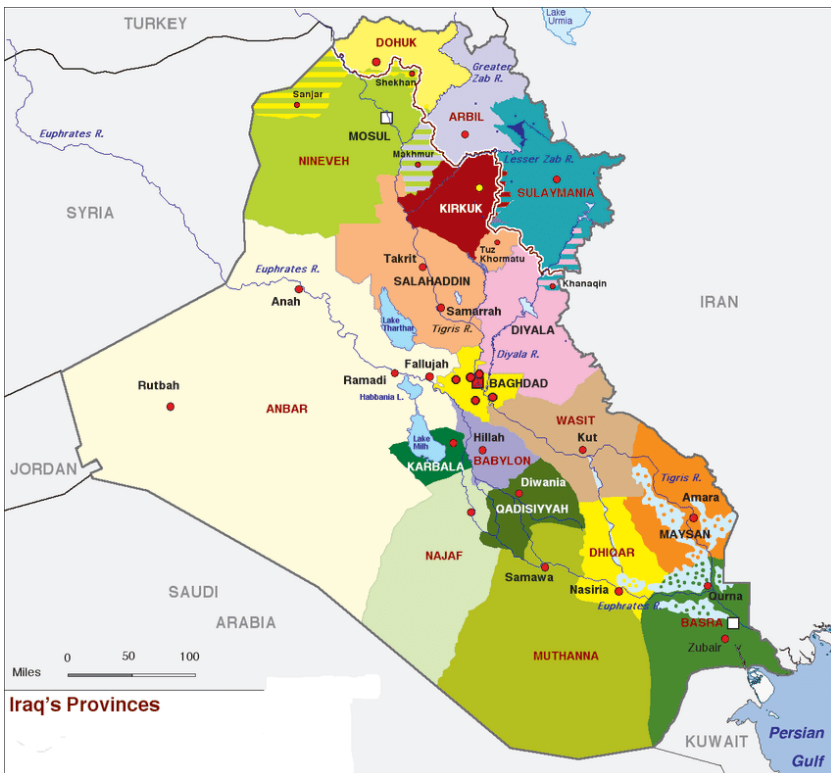 TURKEY
Lake
Urmia
DOHUK
Shekhan
Greater
Zab R.
Sanjar
Euphrates R.
MOSUL
ARBIL
NINEVEH
Makhmur
Lesser Zab R.
SULAYMANIA
KIRKUK
SYRIA
Tuz
Khormatu
Takrit
SALAHADDIN
Euphrates R.
Khanaqin
Anah
Samarrah
IRAN
Lake
Tharthar
Tigris R.
DIYALA
Diyala R.
Fallujah
Ramadi
BAGHDAD
Rutbah
Habbania L.
ANBAR
WASIT
Lake
Milh
Hillah
Kut
KARBALA
BABYLON
JORDAN
Tigris R.
Diwania
Amara
QADISIYYAH
MAYSAN
NAJAF
DHIQAR
Samawa
SAUDI
Nasiria
Qurna
Euphrates R.
ARABIA
BASRA
Zubair
MUTHANNA
0 50 100
Miles
Iraq's Provinces
Persian
Gulf
KUWAIT